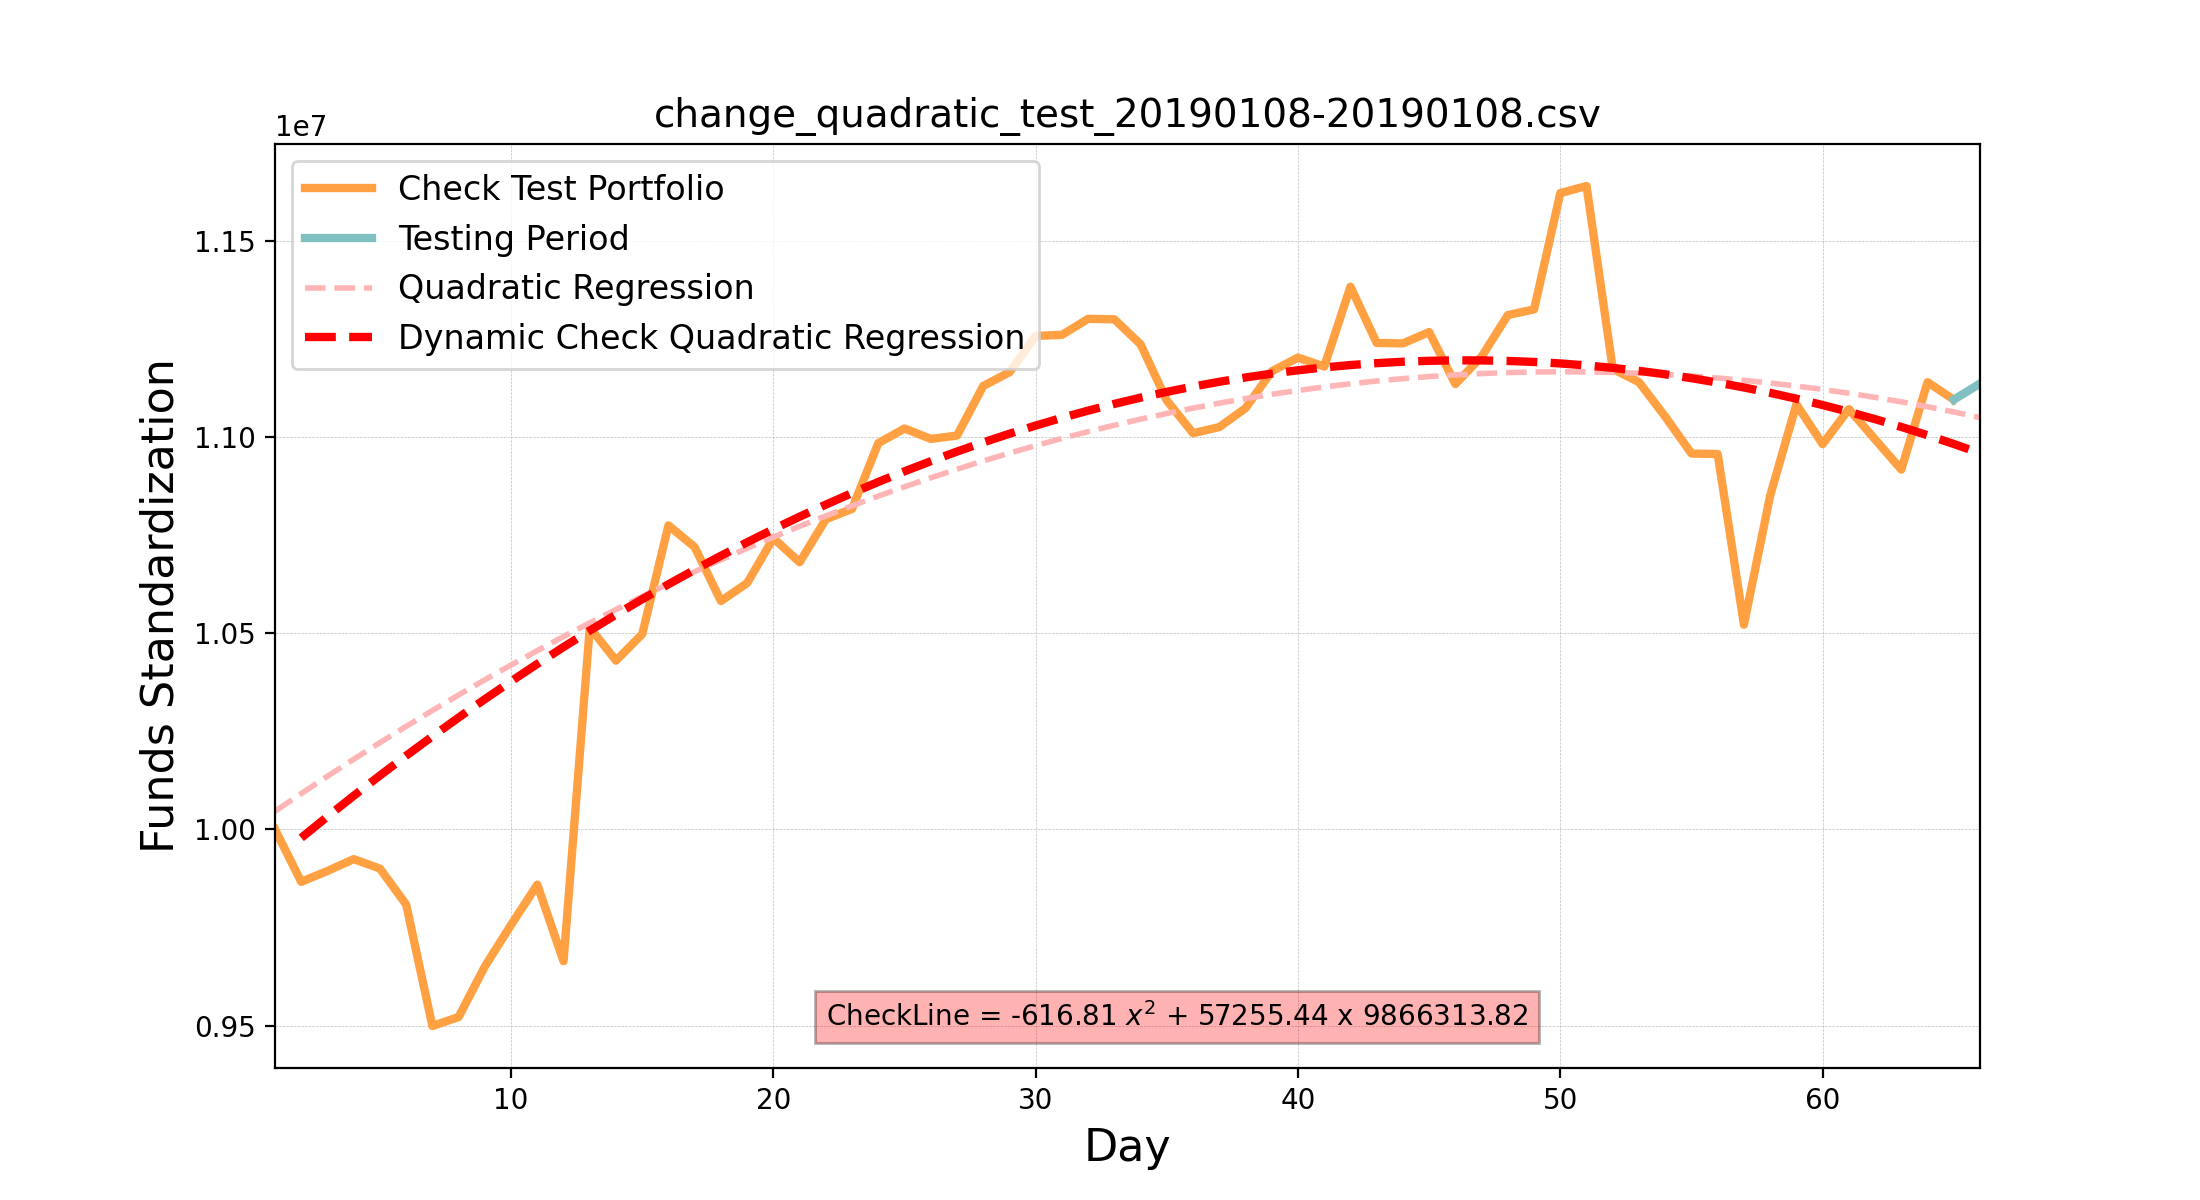 change_quadratic_test_20190108-20190108.csv
1e7
Check Test Portfolio
Testing Period
Quadratic Regression
Dynamic Check Quadratic Regression
1.15
1.10
1.05
1.00
0.95
Funds Standardization
CheckLine = -616.81 x² + 57255.44 x 9866313.82
10 20 30 40 50 60
Day